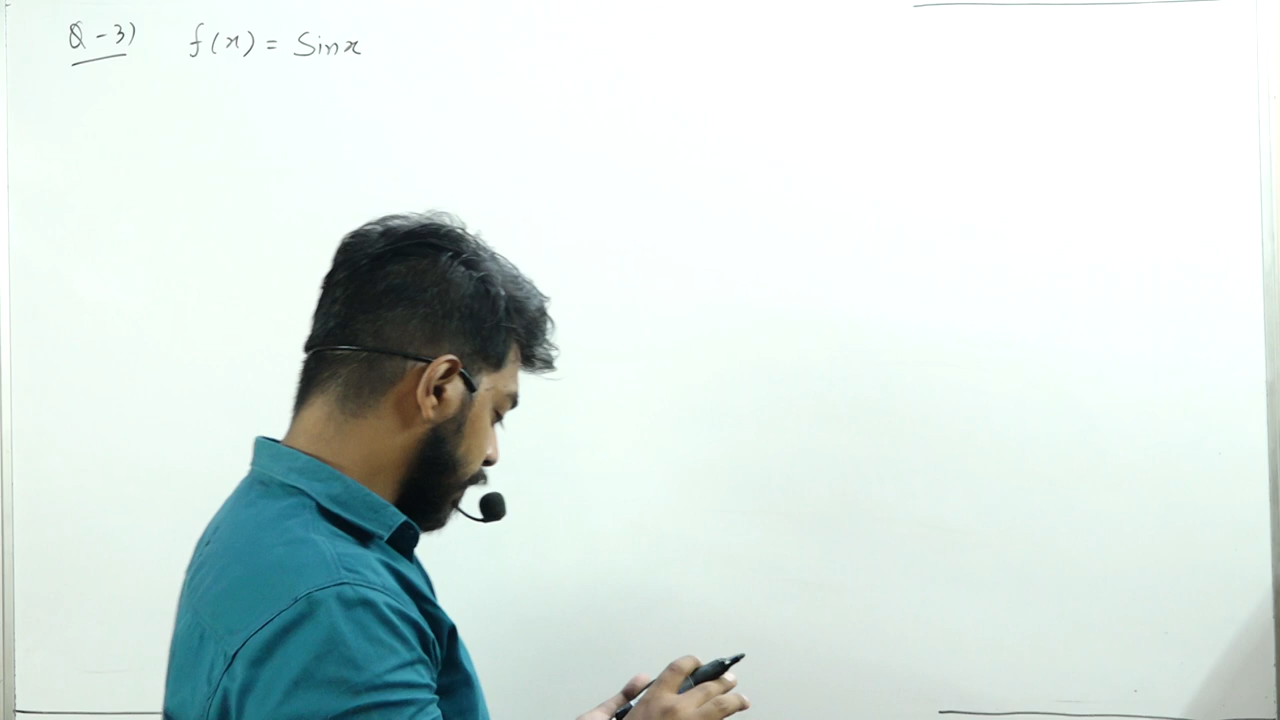 Q-3) f(x) = Sinx